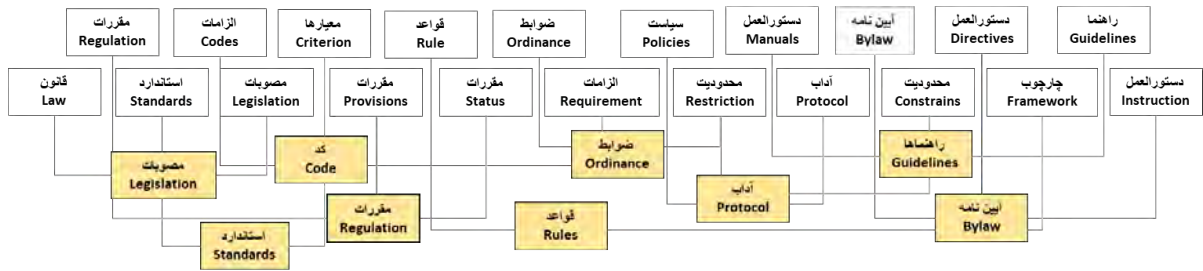 مقررات
Regulation
الزامات
Codes
معیارها
Criterion
قواعد
Rule
ضوابط
Ordinance
سیاست
Policies
دستورالعمل
Manuals
آیین نامه
Bylaw
دستورالعمل
Directives
راهنما
Guidelines
قانون
Law
استاندارد
Standards
مصوبات
Legislation
مقررات
Provisions
مقررات
Status
الزامات
Requirement
محدودیت
Restriction
آداب
Protocol
محدودیت
Constrains
چارچوب
Framework
دستورالعمل
Instruction
مصوبات
Legislation
کد
Code
ضوابط
Ordinance
راهنماها
Guidelines
مقررات
Regulation
آداب
Protocol
آیین نامه
Bylaw
استاندارد
Standards
قواعد
Rules